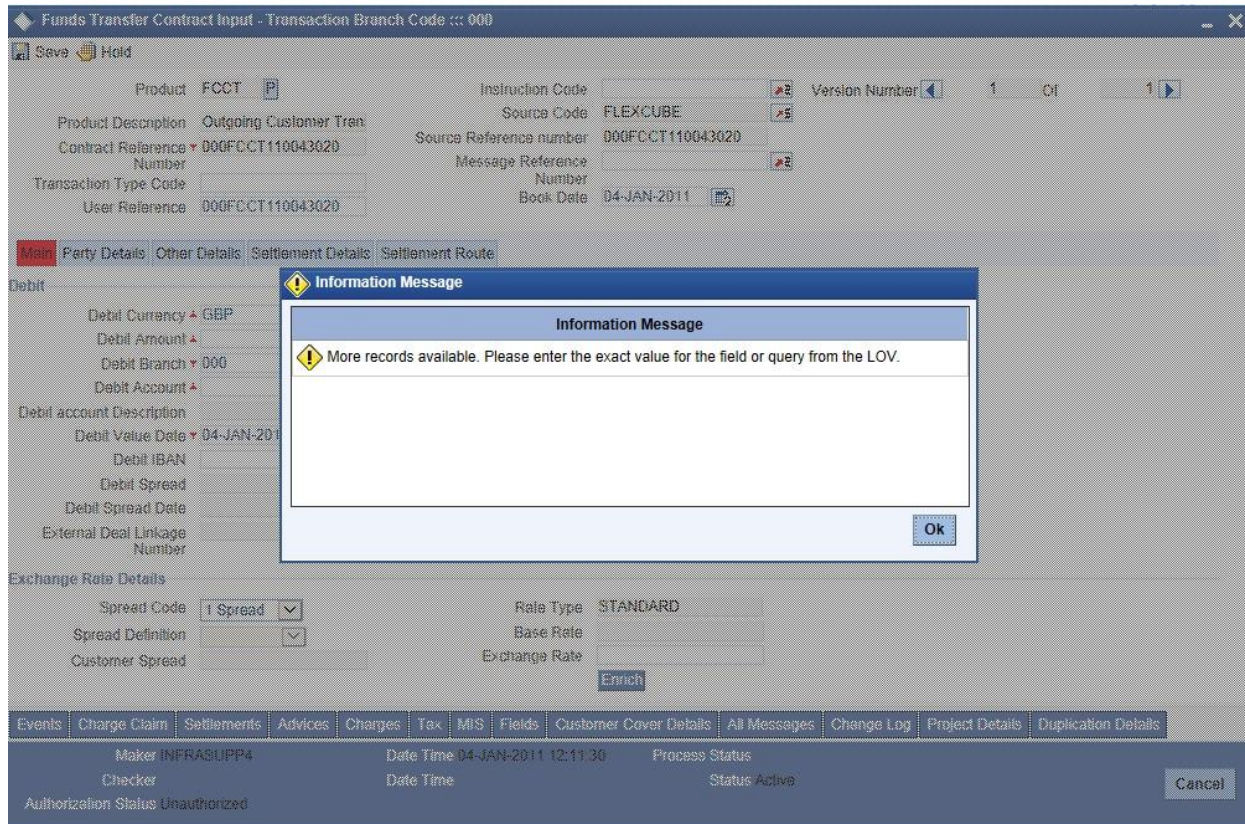 Funds Transfer Contract Input - Transaction Branch Code ::: 000
Save Hold
Product FCCT P Instruction Code Version Number 1 Of 1
Product Description Outgoing Customer Tran Source Code FLEXCUBE
Contract Reference Number 000FCCT110043020 Source Reference number 000FCCT110043020
Transaction Type Code Message Reference Number
User Reference 000FCCT110043020 Book Date 04-JAN-2011
Main Party Details Other Details Settlement Details Settlement Route
Debit
Information Message
Information Message
More records available. Please enter the exact value for the field or query from the LOV.
Ok
Debit Currency GBP
Debit Amount
Debit Branch 000
Debit Account
Debit account Description
Debit Value Date 04-JAN-201
Debit IBAN
Debit Spread
Debit Spread Date
External Deal Linkage
Number
Exchange Rate Details
Spread Code 1 Spread Rate Type STANDARD
Spread Definition Base Rate
Customer Spread Exchange Rate
Enrich
Events Charge Claim Settlements Advices Charges Tax MIS Fields Customer Cover Details All Messages Change Log Project Details Duplication Details
Maker INFRASUPP4 Date Time 04-JAN-2011 12:11:30 Process Status
Checker Date Time Status Active
Authorization Status Unauthorized
Cancel